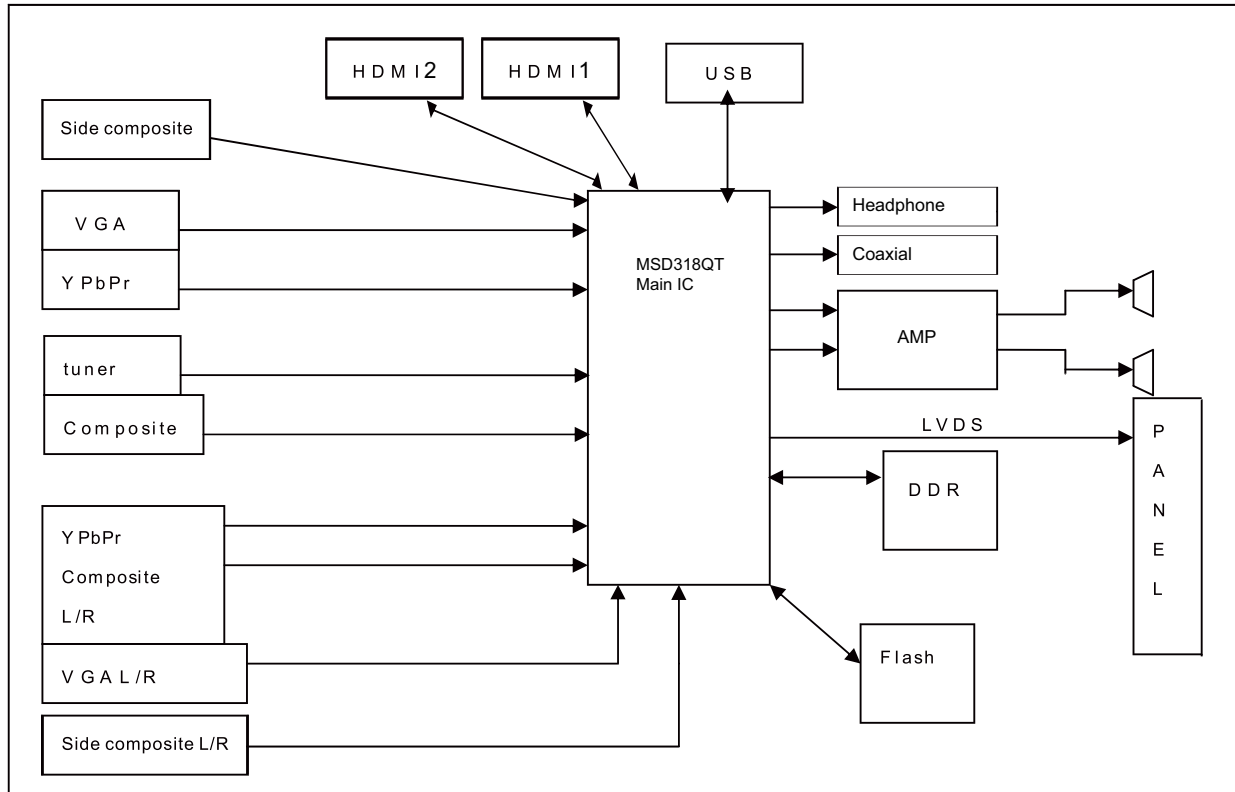 HDMI2
HDMI1
USB
Side composite
VGA
YPbPr
tuner
Composite
YPbPr
Composite
L/R
VGA L/R
Side composite L/R
MSD318QT
Main IC
Headphone
Coaxial
AMP
LVDS
DDR
Flash
PANEL